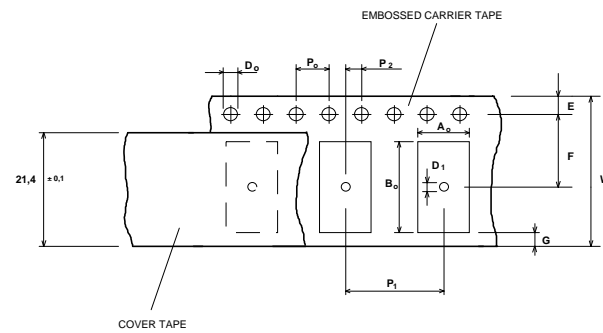 EMBOSSED CARRIER TAPE
Do
Po
P2
E
Ao
F
D1
21,4 ±0,1
Bo
G
P1
COVER TAPE